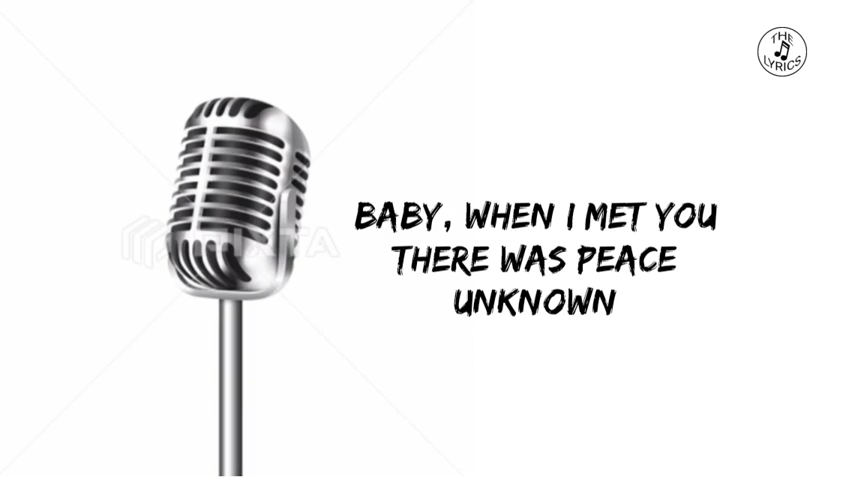 THE
LYRICS
BABY, WHEN I MET YOU
THERE WAS PEACE
UNKNOWN